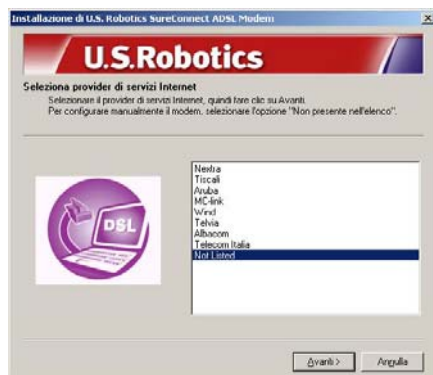 Installazione di U.S. Robotics SureConnect ADSL Modem
U.S.Robotics
Seleziona provider di servizi Internet
Selezionare il provider di servizi Internet, quindi fare clic su Avanti.
Per configurare manualmente il modem, selezionare l'opzione "Non presente nell'elenco".
DSL
Nextra
Tiscali
Aruba
MC-link
Wind
Telvia
Albacom
Telecom Italia
Not Listed
Avanti >
Annulla